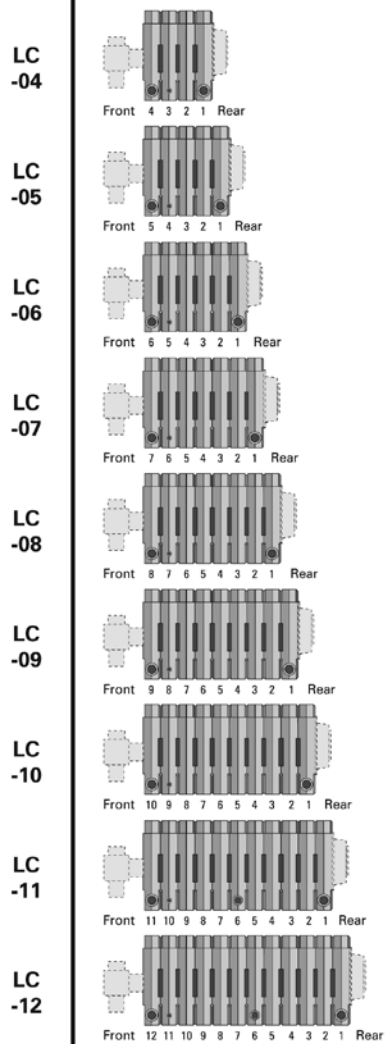 LC
-04
Front 4 3 2 1 Rear
LC
-05
Front 5 4 3 2 1 Rear
LC
-06
Front 6 5 4 3 2 1 Rear
LC
-07
Front 7 6 5 4 3 2 1 Rear
LC
-08
Front 8 7 6 5 4 3 2 1 Rear
LC
-09
Front 9 8 7 6 5 4 3 2 1 Rear
LC
-10
Front 10 9 8 7 6 5 4 3 2 1 Rear
LC
-11
Front 11 10 9 8 7 6 5 4 3 2 1 Rear
LC
-12
Front 12 11 10 9 8 7 6 5 4 3 2 1 Rear